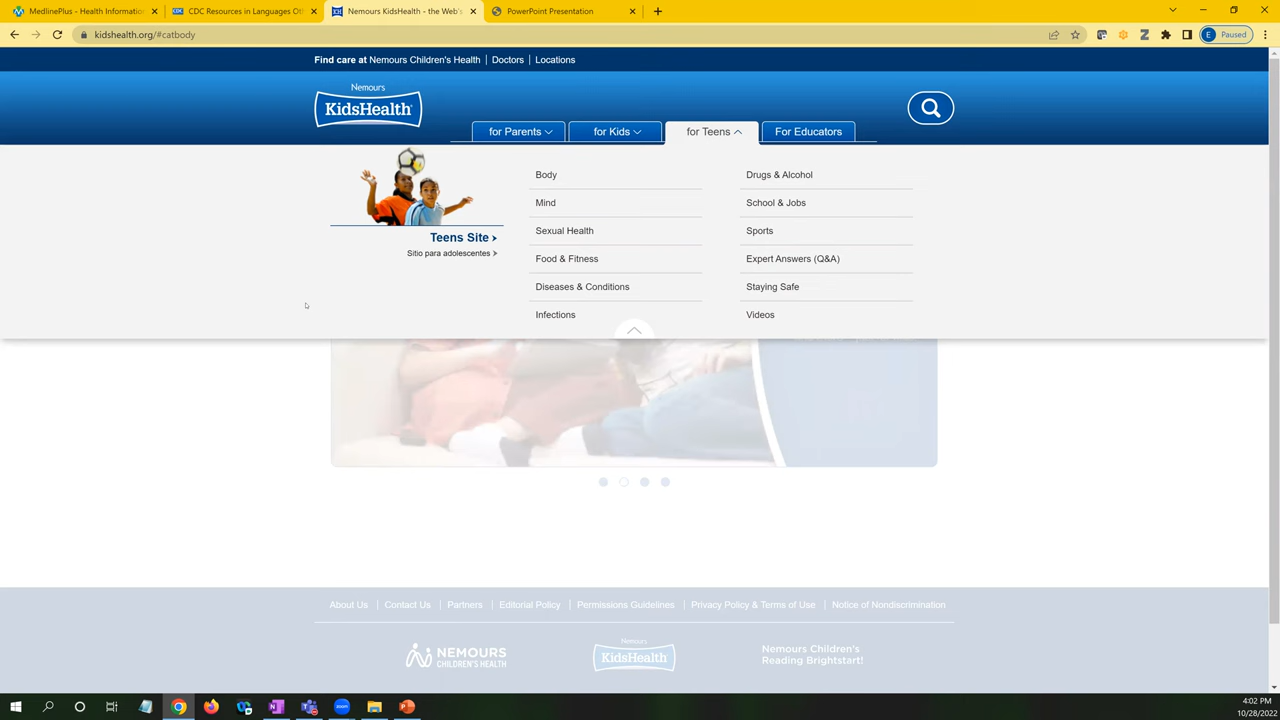 MedlinePlus - Health Information
CDC Resources in Languages Ot
Nemours KidsHealth - the Web's
PowerPoint Presentation
kidshealth.org/#catbody
E Paused
Find care at Nemours Children's Health | Doctors | Locations
Nemours
KidsHealth
for Parents
for Kids
for Teens
For Educators
Teens Site
Sitio para adolescentes
Body
Mind
Sexual Health
Food & Fitness
Diseases & Conditions
Infections
Drugs & Alcohol
School & Jobs
Sports
Expert Answers (Q&A)
Staying Safe
Videos
About Us | Contact Us | Partners | Editorial Policy | Permissions Guidelines | Privacy Policy & Terms of Use | Notice of Nondiscrimination
NEMOURS
CHILDREN'S HEALTH
Nemours
KidsHealth
Nemours Children's
Reading Brightstart!
4:02 PM
10/28/2022